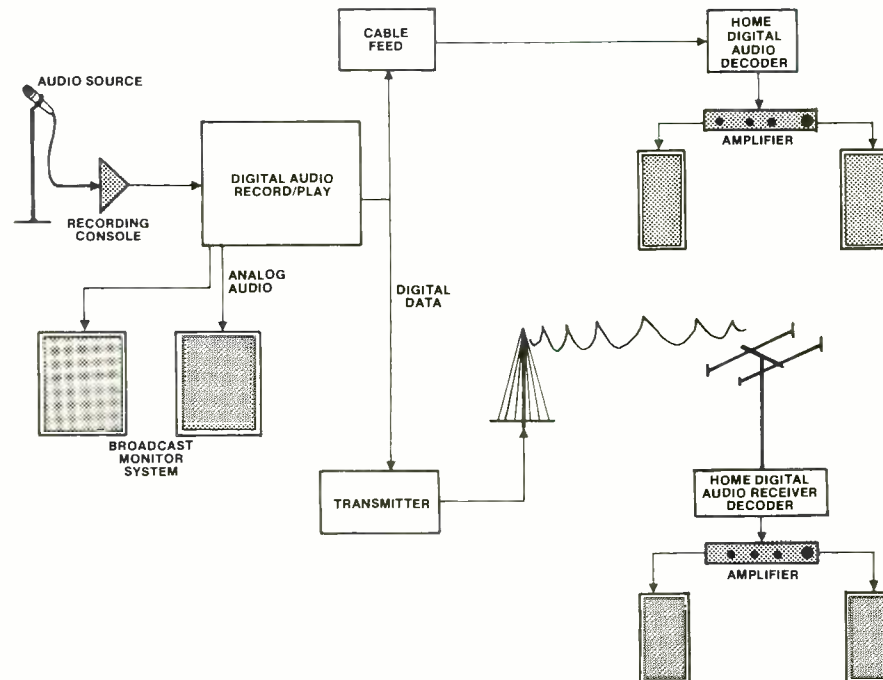 CABLE
FEED
HOME
DIGITAL
AUDIO
DECODER
AUDIO SOURCE
AMPLIFIER
DIGITAL AUDIO
RECORD/PLAY
RECORDING
CONSOLE
ANALOG
AUDIO
DIGITAL
DATA
BROADCAST
MONITOR
SYSTEM
TRANSMITTER
HOME DIGITAL
AUDIO RECEIVER
DECODER
AMPLIFIER